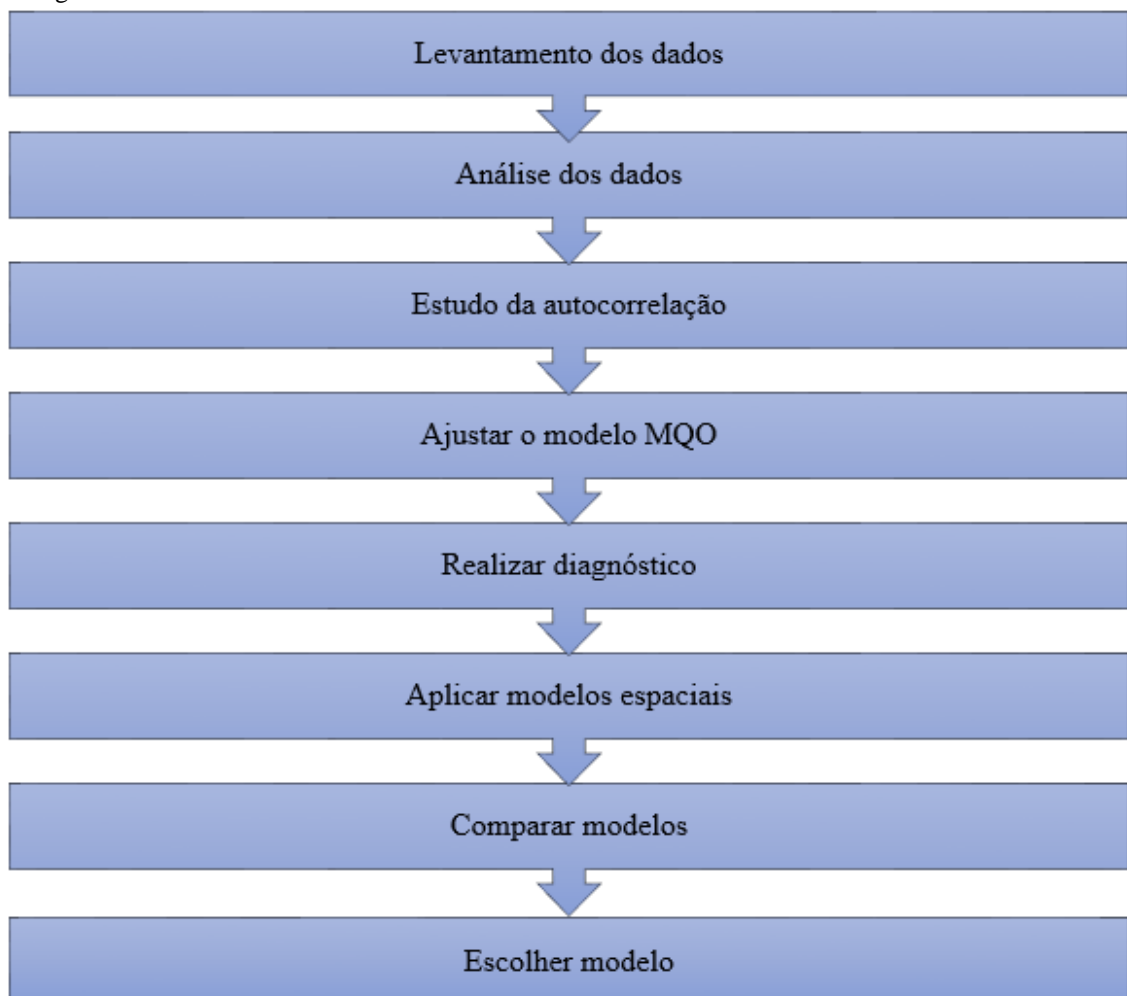 Levantamento dos dados
Análise dos dados
Estudo da autocorrelação
Ajustar o modelo MQO
Realizar diagnóstico
Aplicar modelos espaciais
Comparar modelos
Escolher modelo